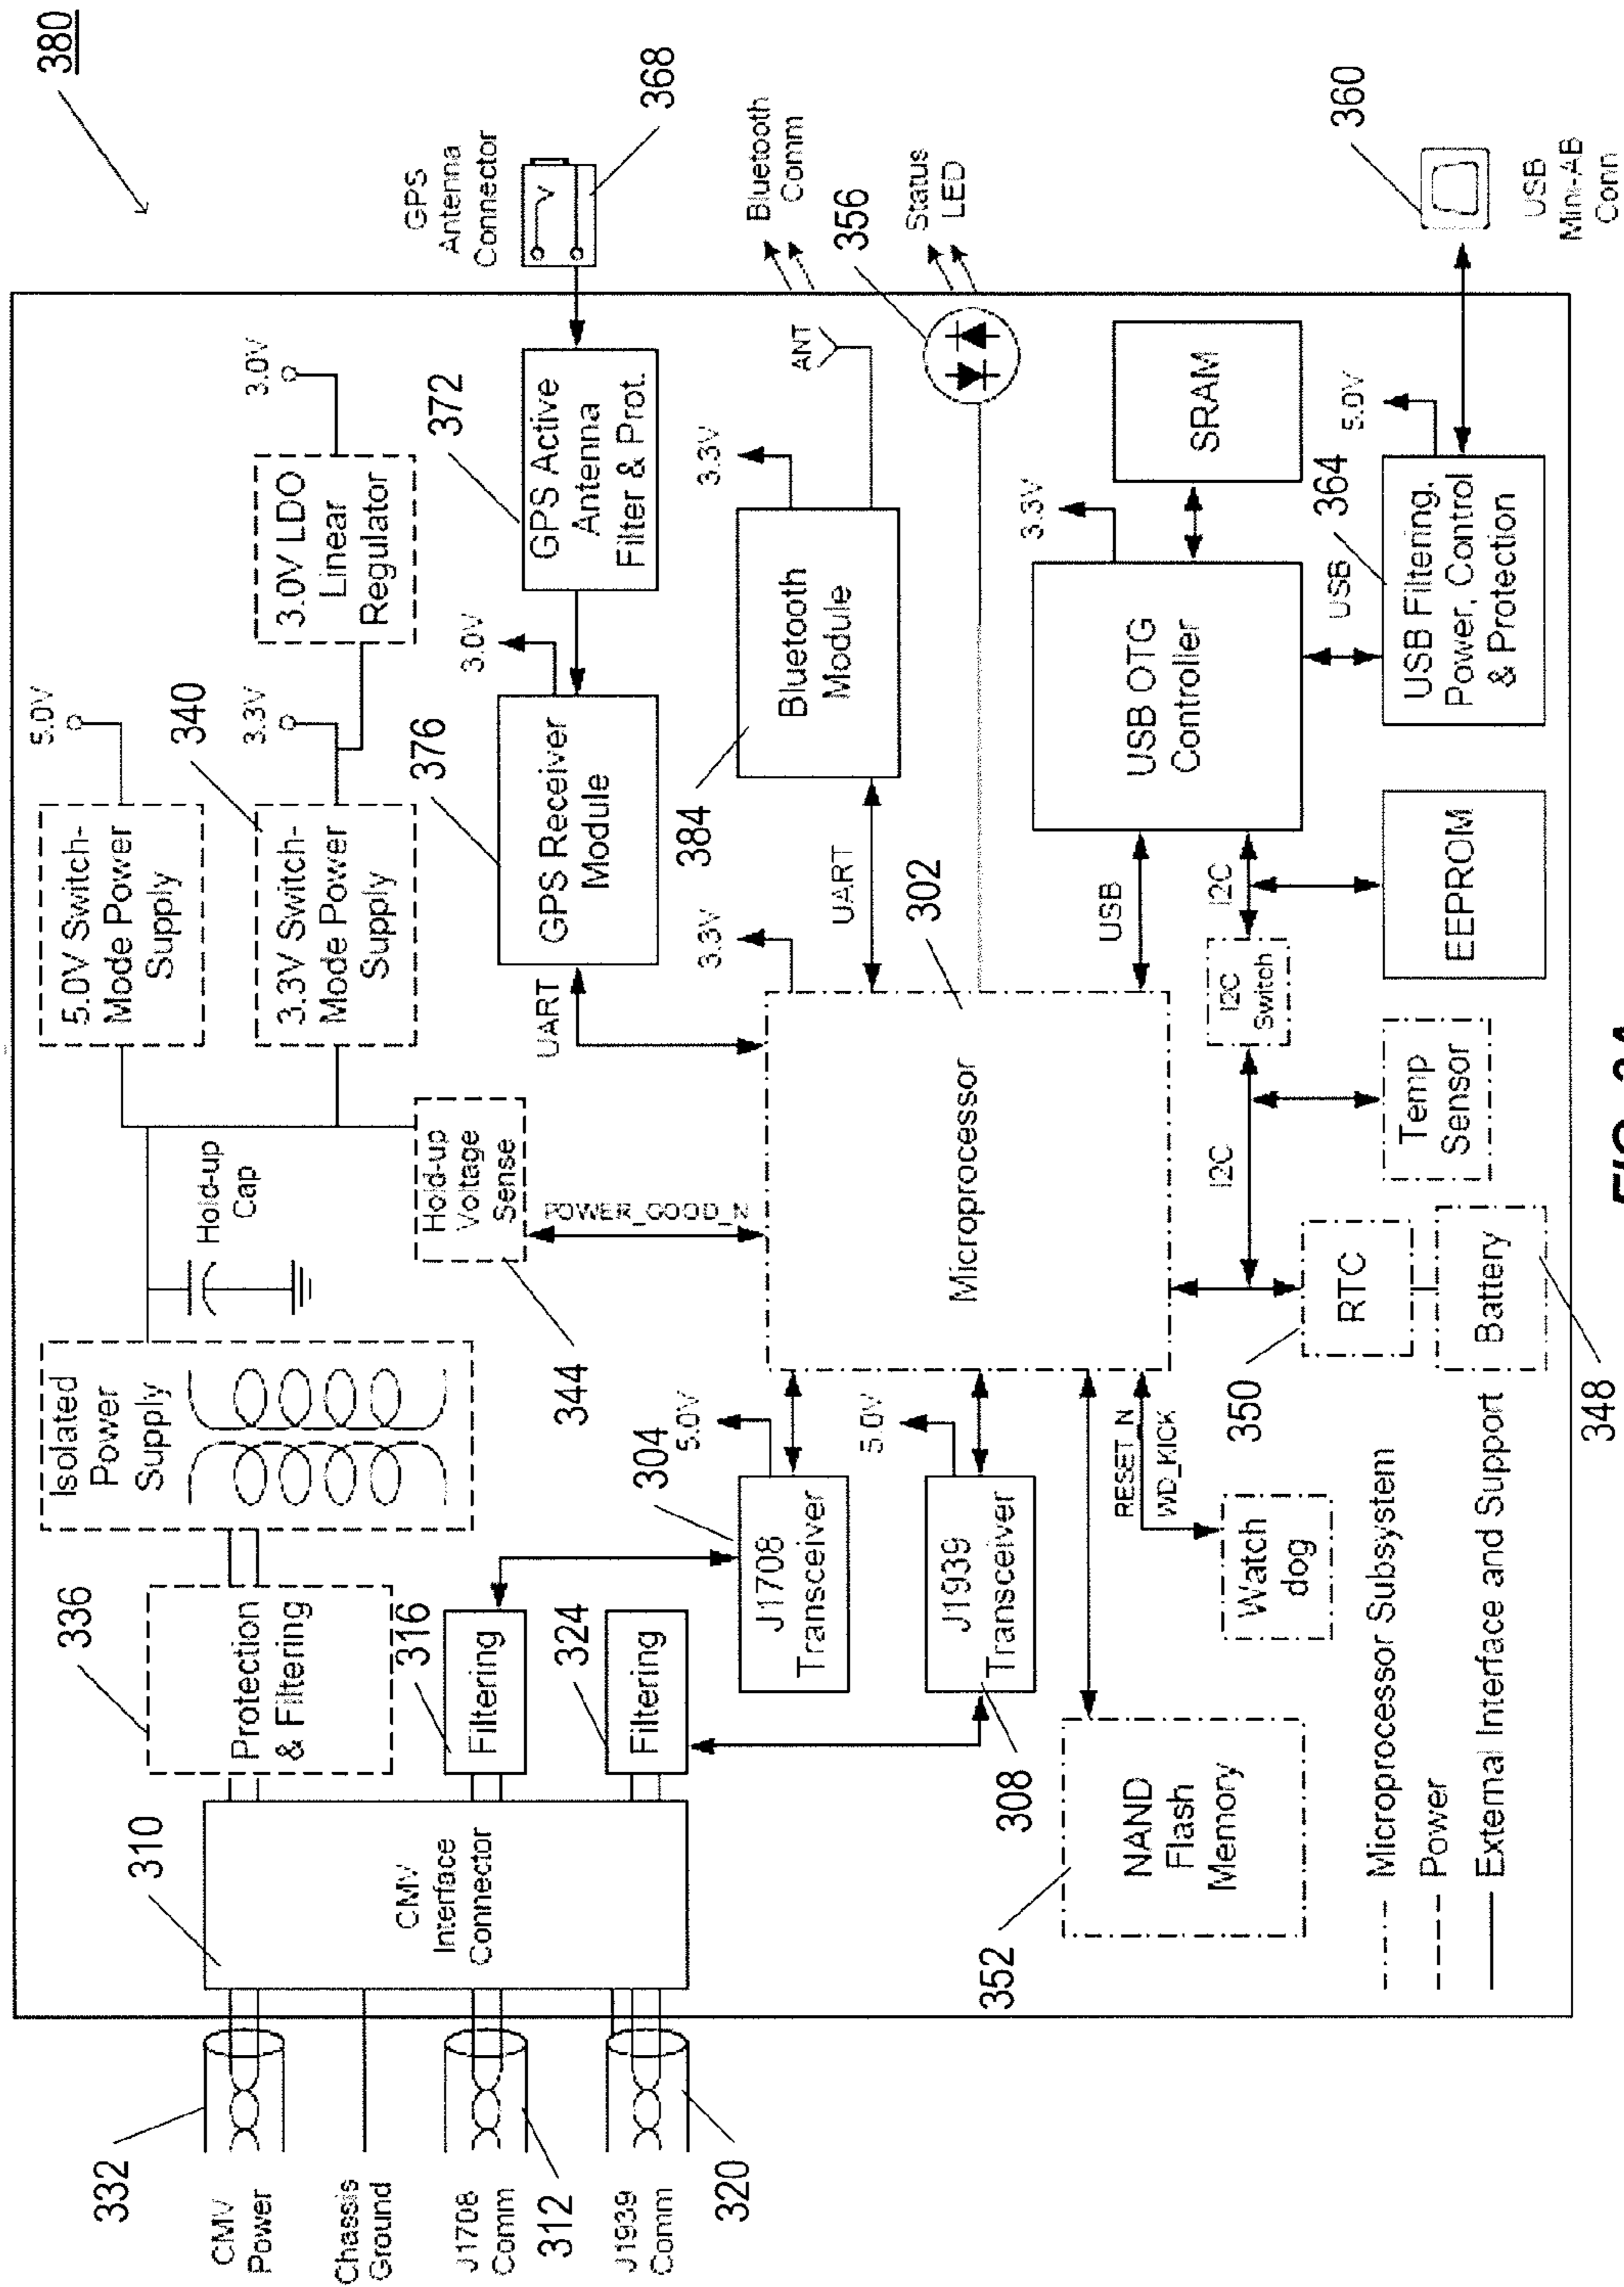 380
CMV
Power
332
Chassis
Ground
J1708
Comm
312
J1939
Comm
320
310
CMV
Interface
Connector
336
Protection
& Filtering
316
Filtering
324
Filtering
Isolated
Power
Supply
Hold-up
Cap
344
Hold-up
Voltage
Sense
POWER_GOOD_N
5.0V Switch-
Mode Power
Supply
5.0V
340
3.3V Switch-
Mode Power
Supply
3.3V
3.0V LDO
Linear
Regulator
3.0V
376
GPS Receiver
Module
3.0V
UART
372
GPS Active
Antenna
Filter & Prot.
GPS
Antenna
Connector
368
304
J1708
Transceiver
5.0V
308
J1939
Transceiver
5.0V
Microprocessor
302
3.3V
UART
384
Bluetooth
Module
3.3V
ANT
Bluetooth
Comm
356
Status
LED
352
NAND
Flash
Memory
RESET_N
WD_KICK
Watch
dog
350
RTC
Battery
348
I2C
Temp
Sensor
I2C
Switch
I2C
EEPROM
USB
USB OTG
Controller
3.3V
SRAM
USB
364
USB Filtering,
Power, Control
& Protection
5.0V
360
USB
Mini-AB
Conn
Microprocessor Subsystem
Power
External Interface and Support